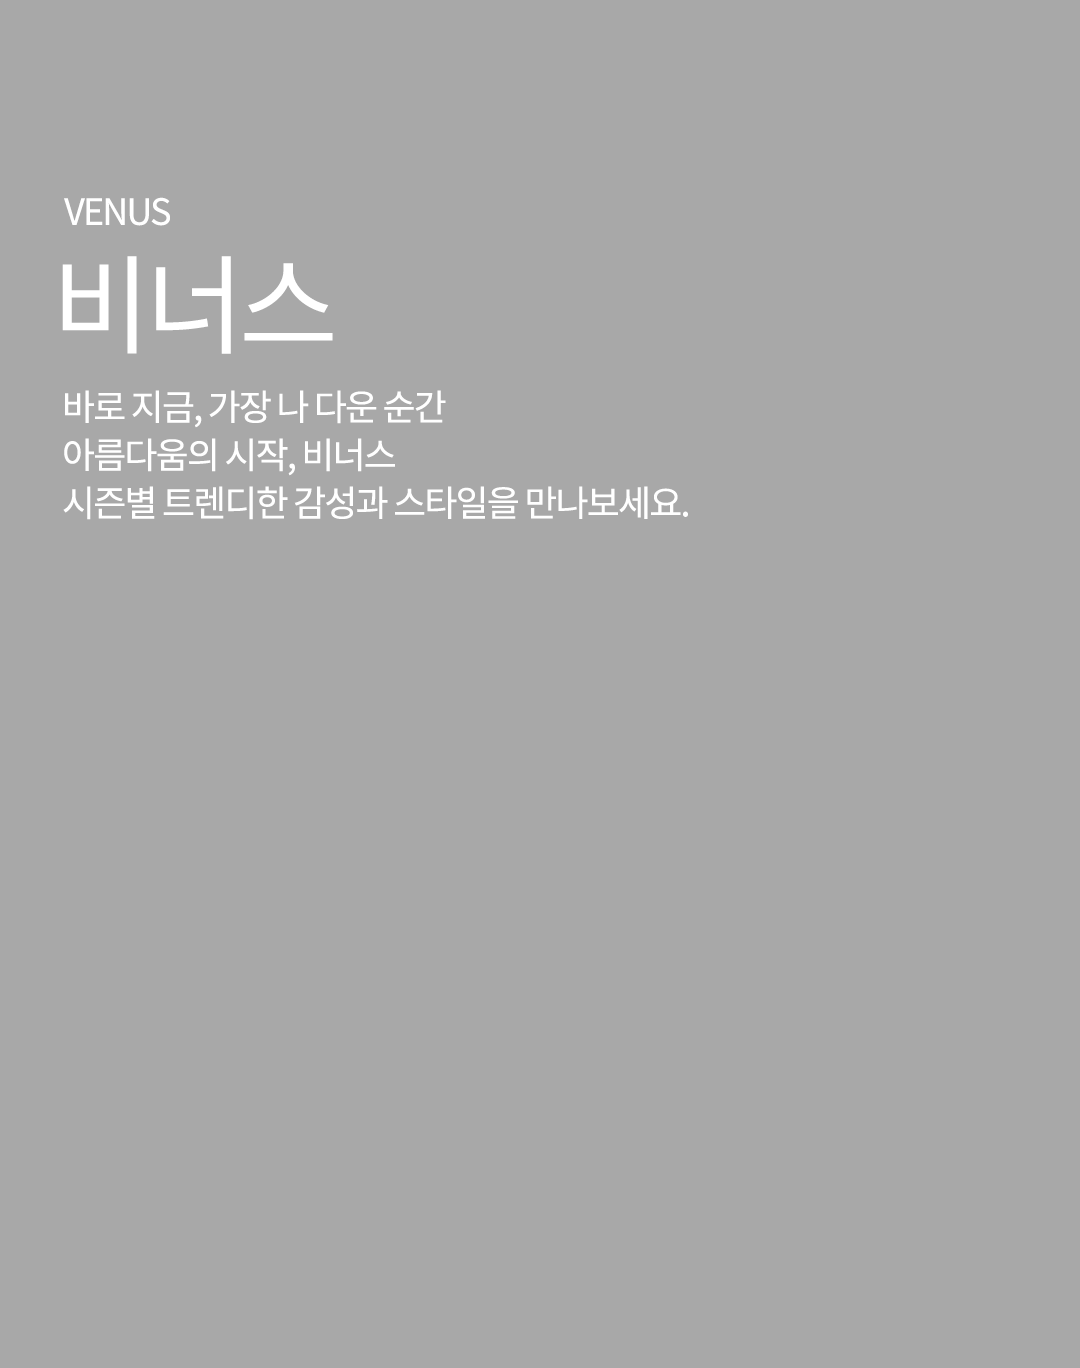 VENUS
비너스
바로 지금, 가장 나 다운 순간
아름다움의 시작, 비너스
시즌별 트렌디한 감성과 스타일을 만나보세요.